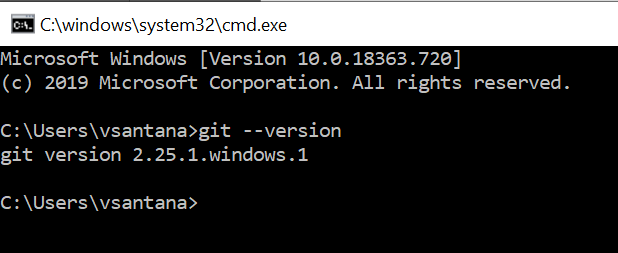 C:\windows\system32\cmd.exe
Microsoft Windows [Version 10.0.18363.720]
(c) 2019 Microsoft Corporation. All rights reserved.
C:\Users\vsantana>git --version
git version 2.25.1.windows.1
C:\Users\vsantana>